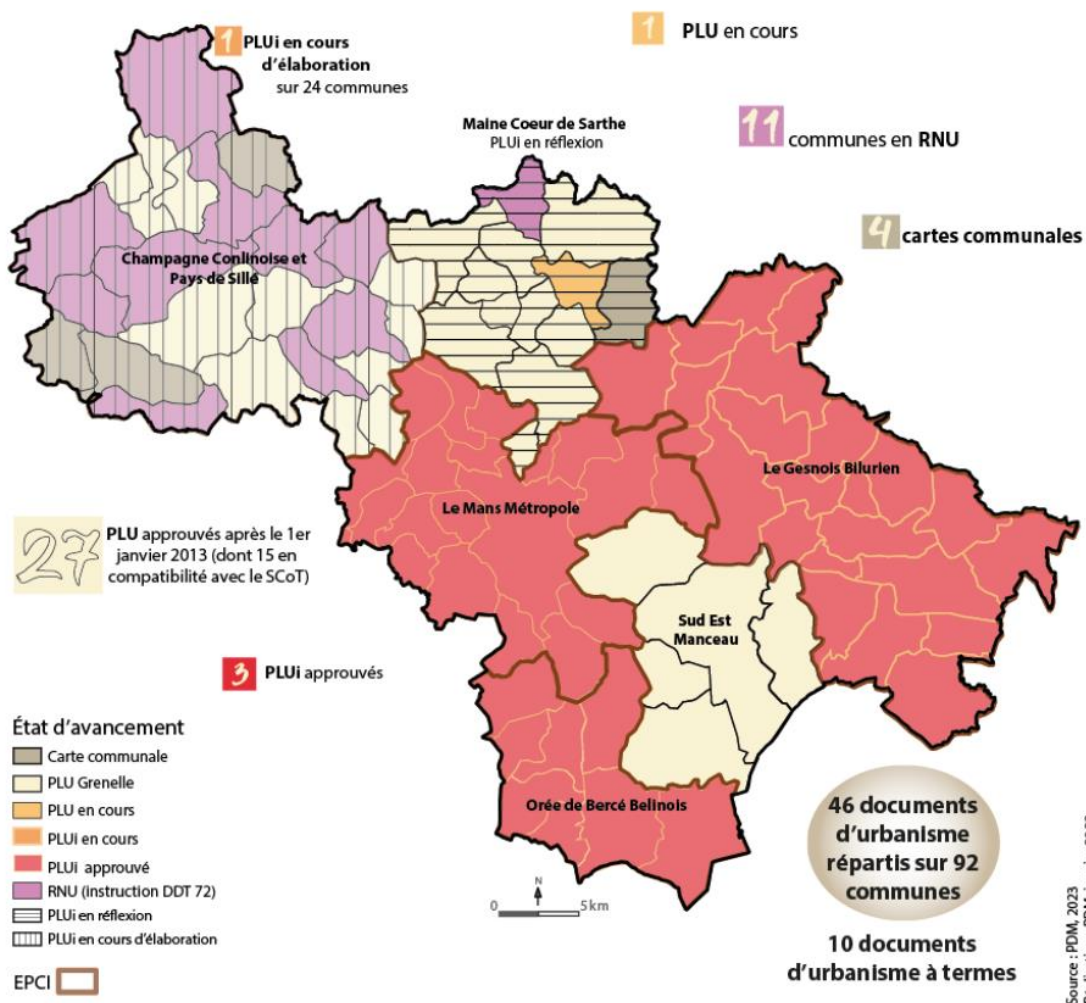 1 PLUi en cours
d'élaboration
sur 24 communes
1 PLU en cours
Maine Coeur de Sarthe
PLUi en réflexion
11 communes en RNU
4 cartes communales
Champagne Conlinoise et
Pays de Sillé
Le Gesnois Bilurien
Le Mans Métropole
27 PLU approuvés après le 1er
janvier 2013 (dont 15 en
compatibilité avec le SCoT)
Sud Est
Manceau
3 PLUi approuvés
État d'avancement
Carte communale
PLU Grenelle
PLU en cours
PLUi en cours
PLUi approuvé
RNU (instruction DDT 72)
PLUi en réflexion
PLUi en cours d'élaboration
EPCI
Orée de Bercé Belinois
N
0 5 km
46 documents
d'urbanisme
répartis sur 92
communes
10 documents
d'urbanisme à termes
Source : PDM, 2023